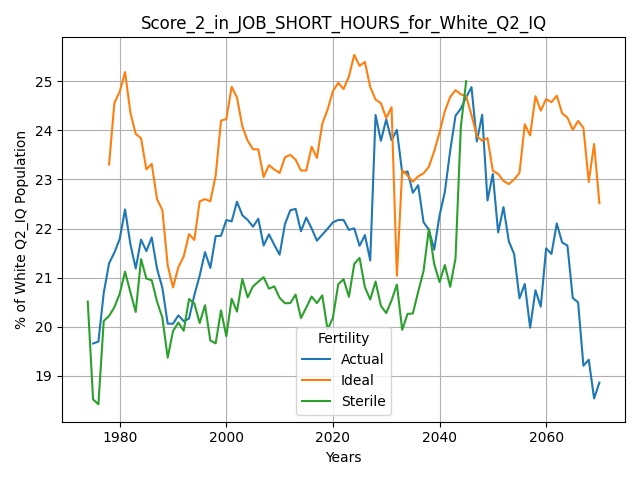 Score_2_in_JOB_SHORT_HOURS_for_White_Q2_IQ
% of White Q2_IQ Population
25
24
23
22
21
20
19
Fertility
Actual
Ideal
Sterile
1980 2000 2020 2040 2060
Years